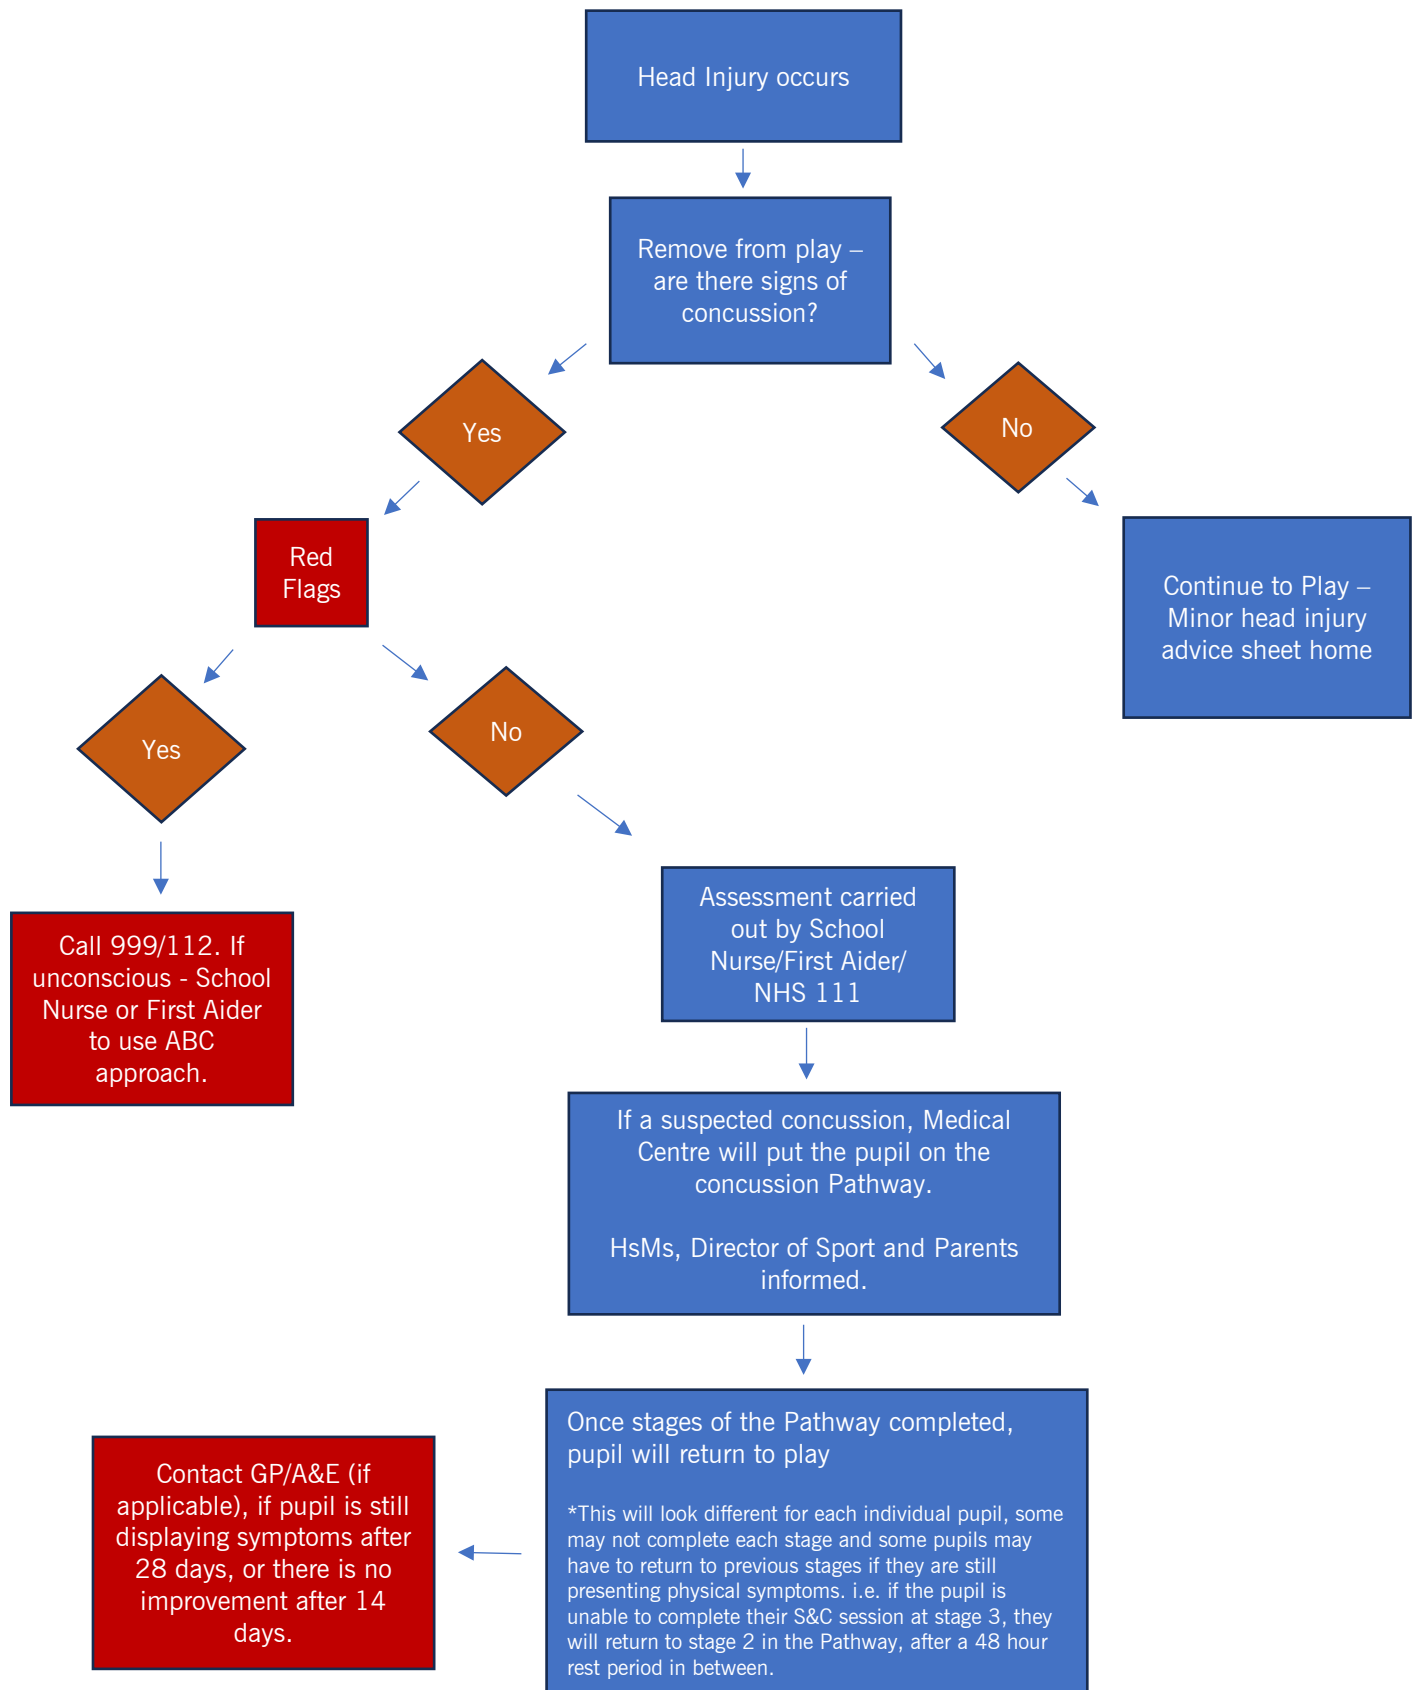 Head Injury occurs
Remove from play –
are there signs of
concussion?
Yes
No
Red
Flags
Continue to Play –
Minor head injury
advice sheet home
Yes
No
Call 999/112. If
unconscious - School
Nurse or First Aider
to use ABC
approach.
Assessment carried
out by School
Nurse/First Aider/
NHS 111
If a suspected concussion, Medical
Centre will put the pupil on the
concussion Pathway.
HsMs, Director of Sport and Parents
informed.
Once stages of the Pathway completed,
pupil will return to play
*This will look different for each individual pupil, some
may not complete each stage and some pupils may
have to return to previous stages if they are still
presenting physical symptoms. i.e. if the pupil is
unable to complete their S&C session at stage 3, they
will return to stage 2 in the Pathway, after a 48 hour
rest period in between.
Contact GP/A&E (if
applicable), if pupil is still
displaying symptoms after
28 days, or there is no
improvement after 14
days.